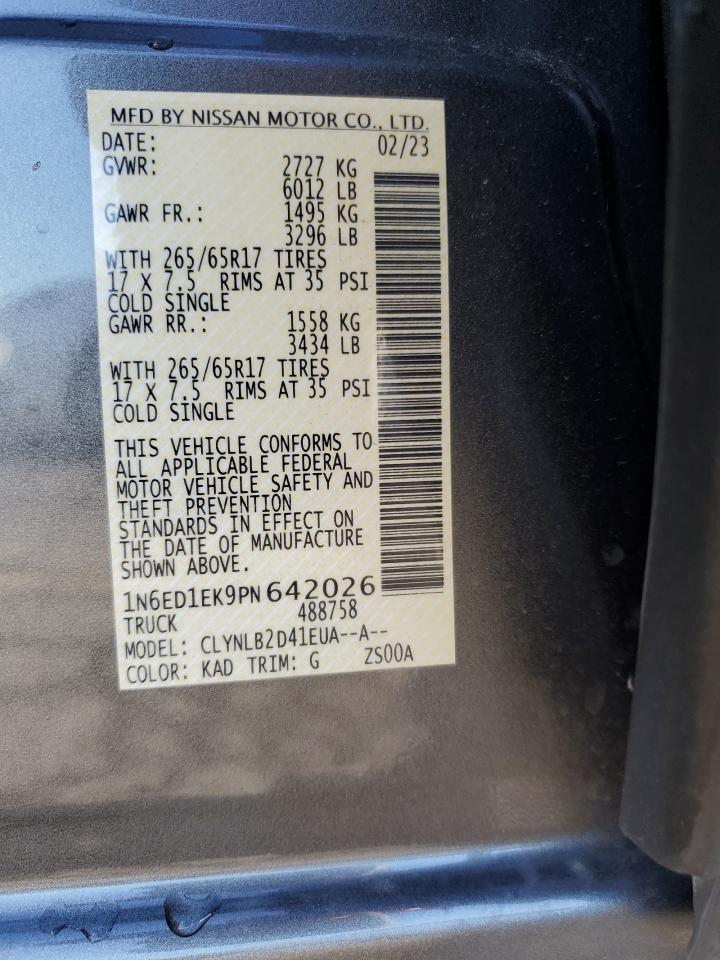 MFD BY NISSAN MOTOR CO., LTD.
DATE: 02/23
GVWR: 2727 KG
6012 LB
GAWR FR.: 1495 KG
3296 LB
WITH 265/65R17 TIRES
17 X 7.5 RIMS AT 35 PSI
COLD SINGLE
GAWR RR.: 1558 KG
3434 LB
WITH 265/65R17 TIRES
17 X 7.5 RIMS AT 35 PSI
COLD SINGLE
THIS VEHICLE CONFORMS TO
ALL APPLICABLE FEDERAL
MOTOR VEHICLE SAFETY AND
THEFT PREVENTION
STANDARDS IN EFFECT ON
THE DATE OF MANUFACTURE
SHOWN ABOVE.
1N6ED1EK9PN642026
TRUCK 488758
MODEL: CLYNLB2D41EUA--A--
COLOR: KAD TRIM: G ZS00A